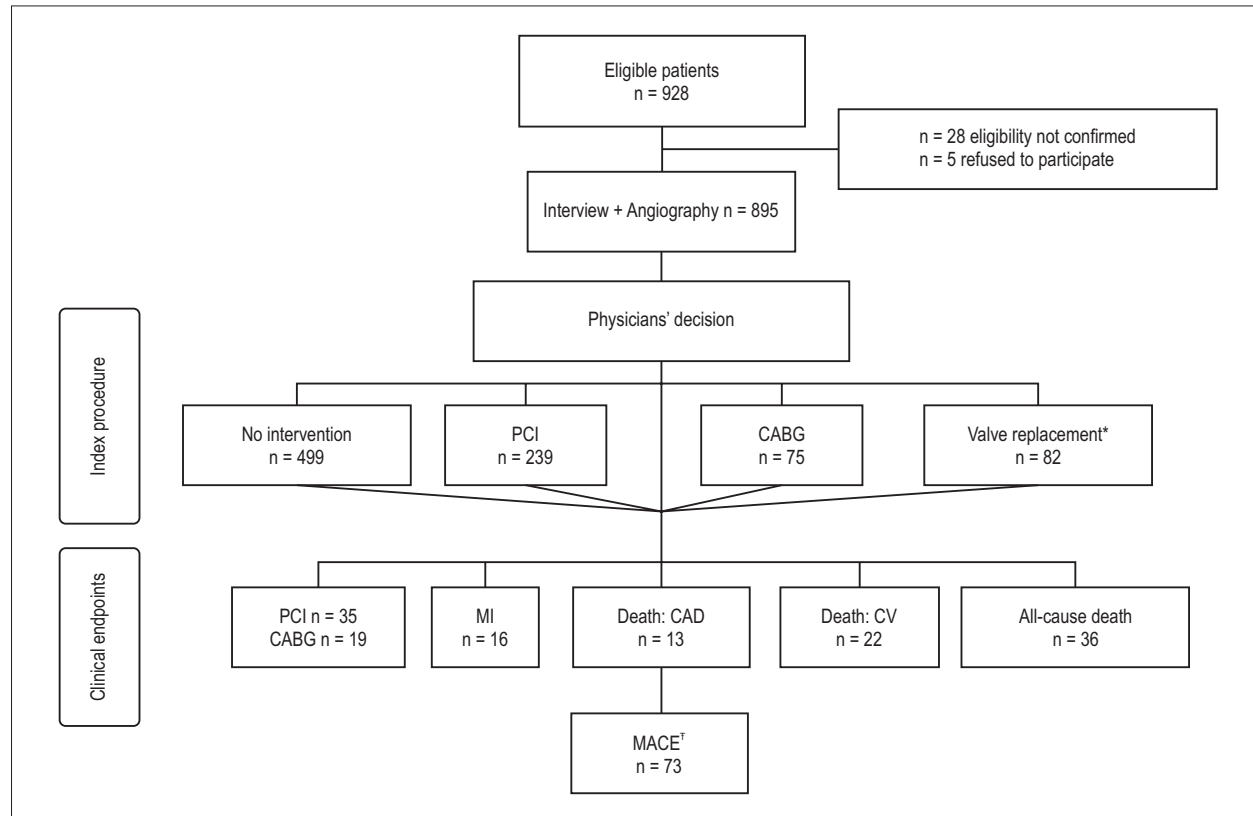 Eligible patients
n = 928
n = 28 eligibility not confirmed
n = 5 refused to participate
Interview + Angiography n = 895
Physicians’ decision
Index procedure
No intervention
n = 499
PCI
n = 239
CABG
n = 75
Valve replacement*
n = 82
Clinical endpoints
PCI n = 35
CABG n = 19
MI
n = 16
Death: CAD
n = 13
Death: CV
n = 22
All-cause death
n = 36
MACEŦ
n = 73